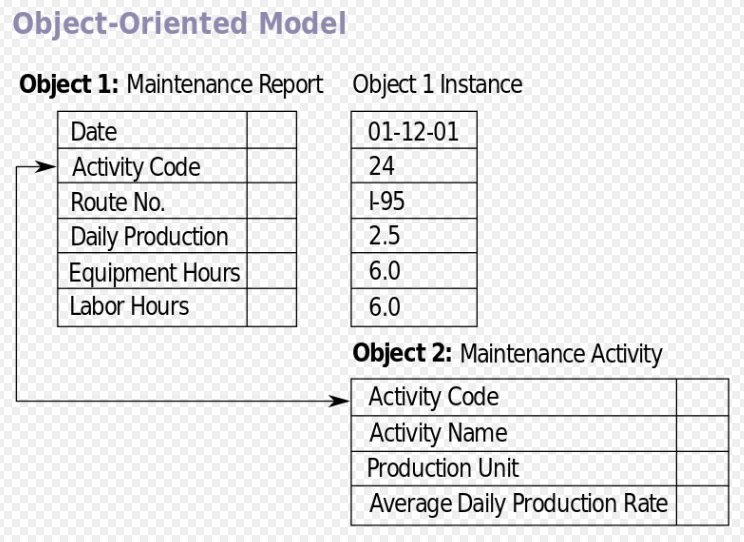 Object-Oriented Model
Object 1: Maintenance Report
Object 1 Instance
Date
01-12-01
Activity Code
24
Route No.
I-95
Daily Production
2.5
Equipment Hours
6.0
Labor Hours
6.0
Object 2: Maintenance Activity
Activity Code
Activity Name
Production Unit
Average Daily Production Rate